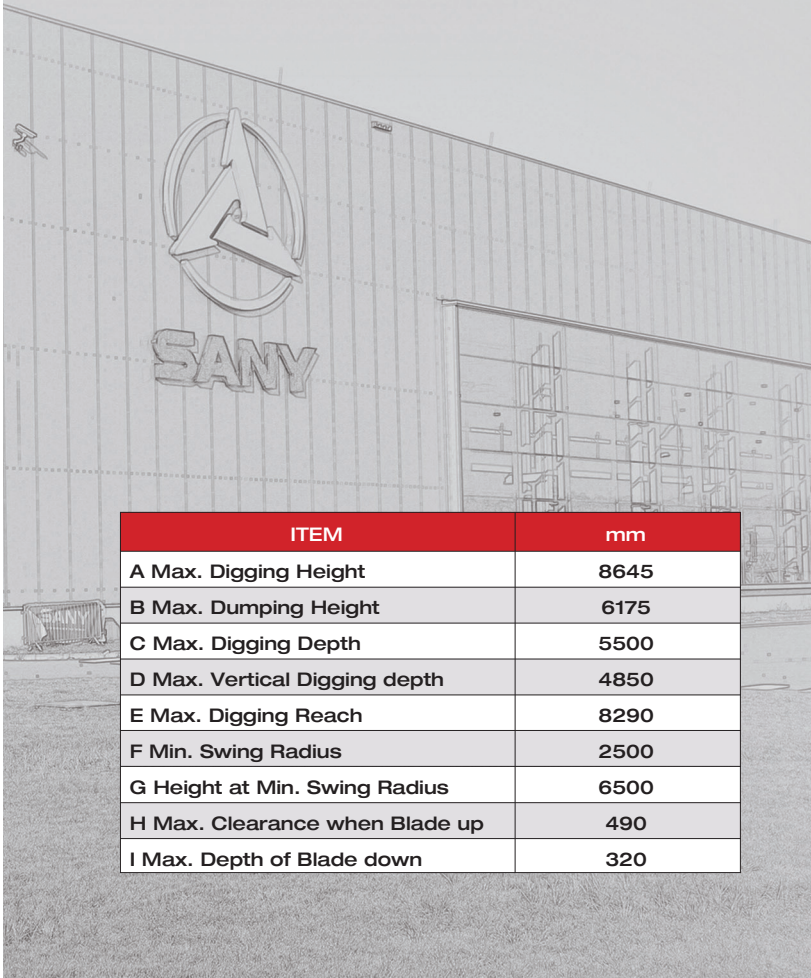 SANY
ITEM mm
A Max. Digging Height 8645
B Max. Dumping Height 6175
C Max. Digging Depth 5500
D Max. Vertical Digging depth 4850
E Max. Digging Reach 8290
F Min. Swing Radius 2500
G Height at Min. Swing Radius 6500
H Max. Clearance when Blade up 490
I Max. Depth of Blade down 320
SANY